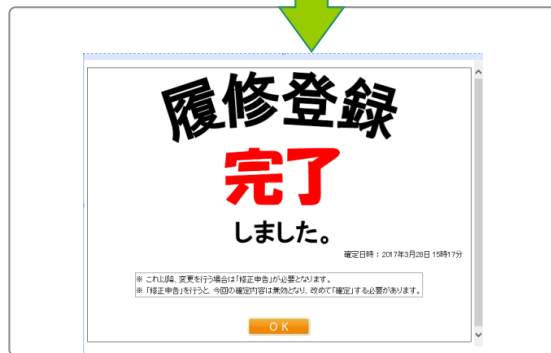 履修登録
完了
しました。
確定日時：2017年3月28日 15時17分
※ これ以降、変更を行う場合は「修正申告」が必要となります。
※ 「修正申告」を行うと、今回の確定内容は無効となり、改めて「確定」する必要があります。
OK